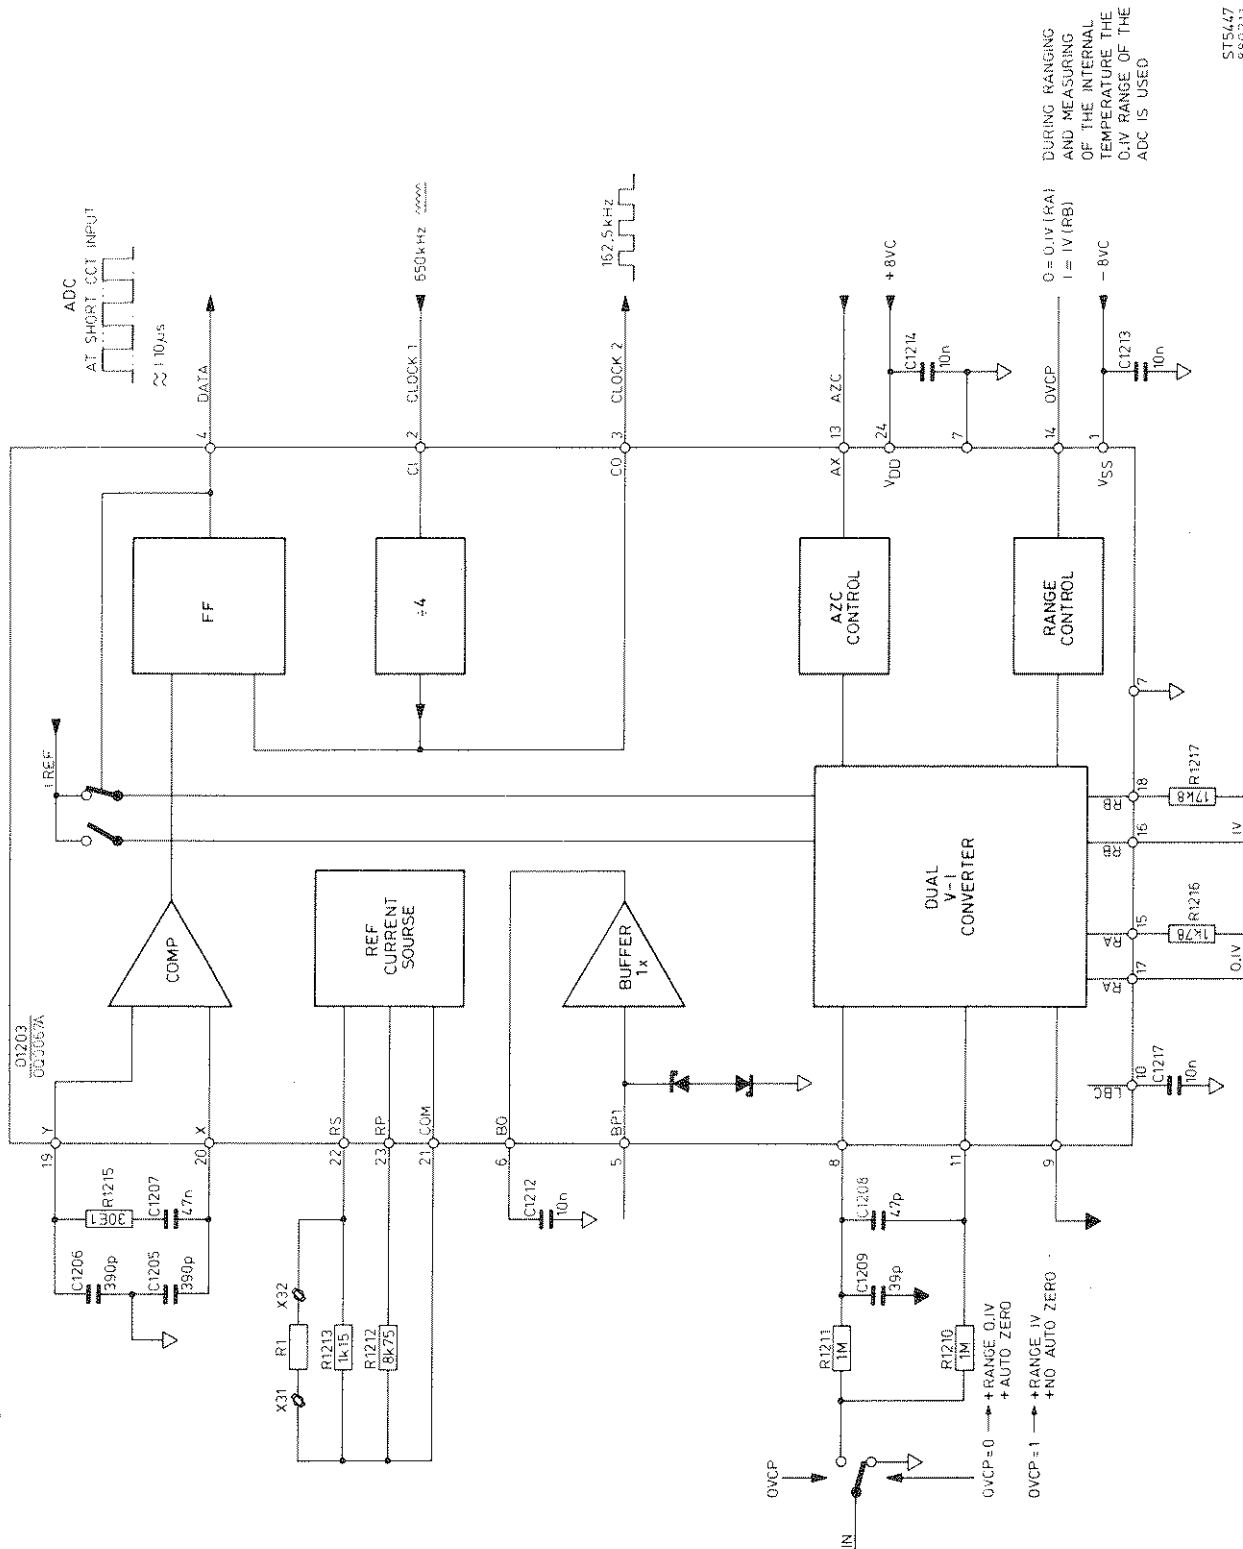 ADC
AT SHORT CCT INPUT
≈ 110µs
4 DATA
2 CLOCK 1 650kHz
3 CLOCK 2 162.5kHz
CL
CO
13 AZC
AX
24 +8VC
VDD
C1214
10n
7
14 OVCP
0 = 0.1V (RA)
1 = 1V (RB)
DURING RANGING
AND MEASURING
OF THE INTERNAL
TEMPERATURE THE
0.1V RANGE OF THE
ADC IS USED
1 -8VC
VSS
C1213
10n
ST5447
FF
÷4
AZC
CONTROL
RANGE
CONTROL
I REF
COMP
REF
CURRENT
SOURSE
BUFFER
1x
DUAL
V-I
CONVERTER
7
RB 18
R1217
17k8
RB 16
1V
RA 15
R1216
1k78
RA 17
0.1V
LBC 10
C1217
10n
19 Y
20 X
22 RS
23 RP
21 COM
6 BO
5 BP1
8
11
9
R1215
30E1
C1207
47n
C1206
390p
C1205
390p
X32
R1
X31
R1213
1k15
R1212
8k75
C1212
10n
C1208
47p
C1209
39p
R1211
1M
R1210
1M
OVCP
IN
OVCP=0 → +RANGE 0.1V
+AUTO ZERO
OVCP=1 → +RANGE 1V
+NO AUTO ZERO